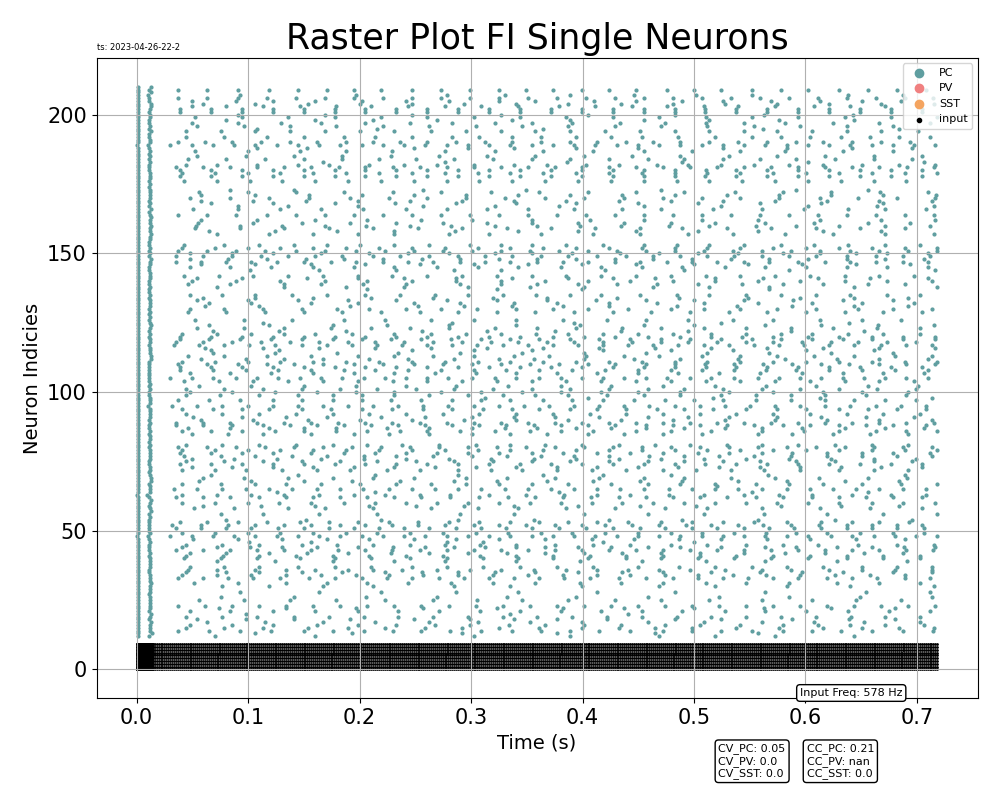 Raster Plot FI Single Neurons
ts: 2023-04-26-22-2
PC
PV
SST
input
200
150
100
50
0
Neuron Indicies
0.0 0.1 0.2 0.3 0.4 0.5 0.6 0.7
Time (s)
Input Freq: 578 Hz
CV_PC: 0.05
CV_PV: 0.0
CV_SST: 0.0
CC_PC: 0.21
CC_PV: nan
CC_SST: 0.0